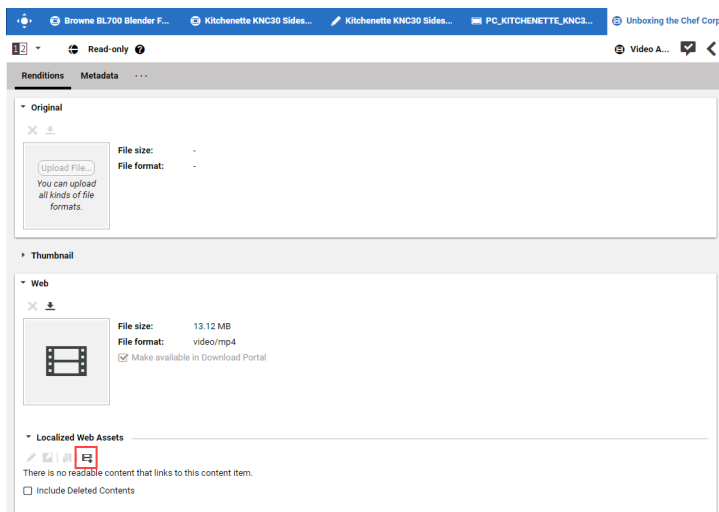 Browne BL700 Blender F... Kitchenette KNC30 Sides... Kitchenette KNC30 Sides... PC_KITCHENETTE_KNC3... Unboxing the Chef Corp
12 Read-only Video A...
Renditions Metadata ...
Original
Upload File...
You can upload
all kinds of file
formats.
File size: -
File format: -
Thumbnail
Web
File size: 13.12 MB
File format: video/mp4
Make available in Download Portal
Localized Web Assets
There is no readable content that links to this content item.
Include Deleted Contents